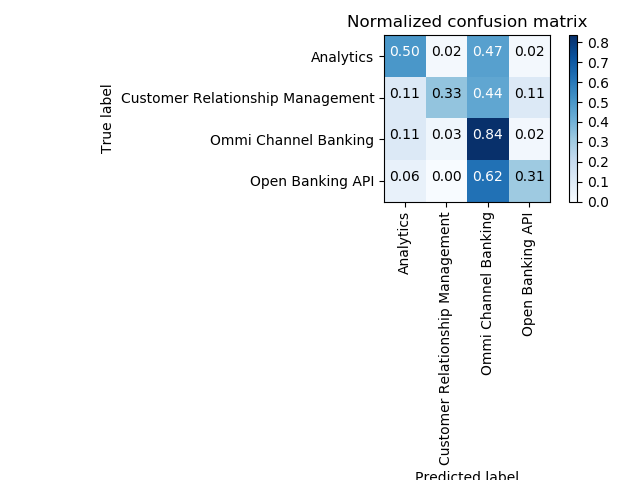 Normalized confusion matrix
True label
Analytics 0.50 0.02 0.47 0.02
Customer Relationship Management 0.11 0.33 0.44 0.11
Ommi Channel Banking 0.11 0.03 0.84 0.02
Open Banking API 0.06 0.00 0.62 0.31
Analytics
Customer Relationship Management
Ommi Channel Banking
Open Banking API
Predicted label
0.8
0.7
0.6
0.5
0.4
0.3
0.2
0.1
0.0